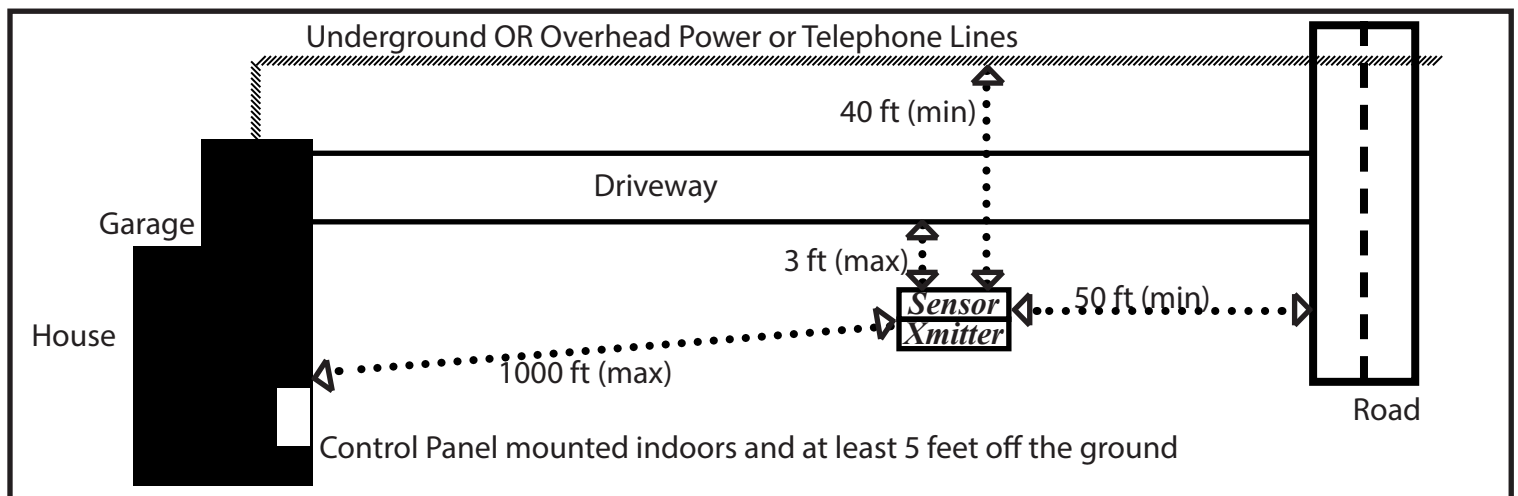 Underground OR Overhead Power or Telephone Lines
40 ft (min)
Driveway
Garage
3 ft (max)
50 ft (min)
Sensor
Xmitter
House
1000 ft (max)
Road
Control Panel mounted indoors and at least 5 feet off the ground